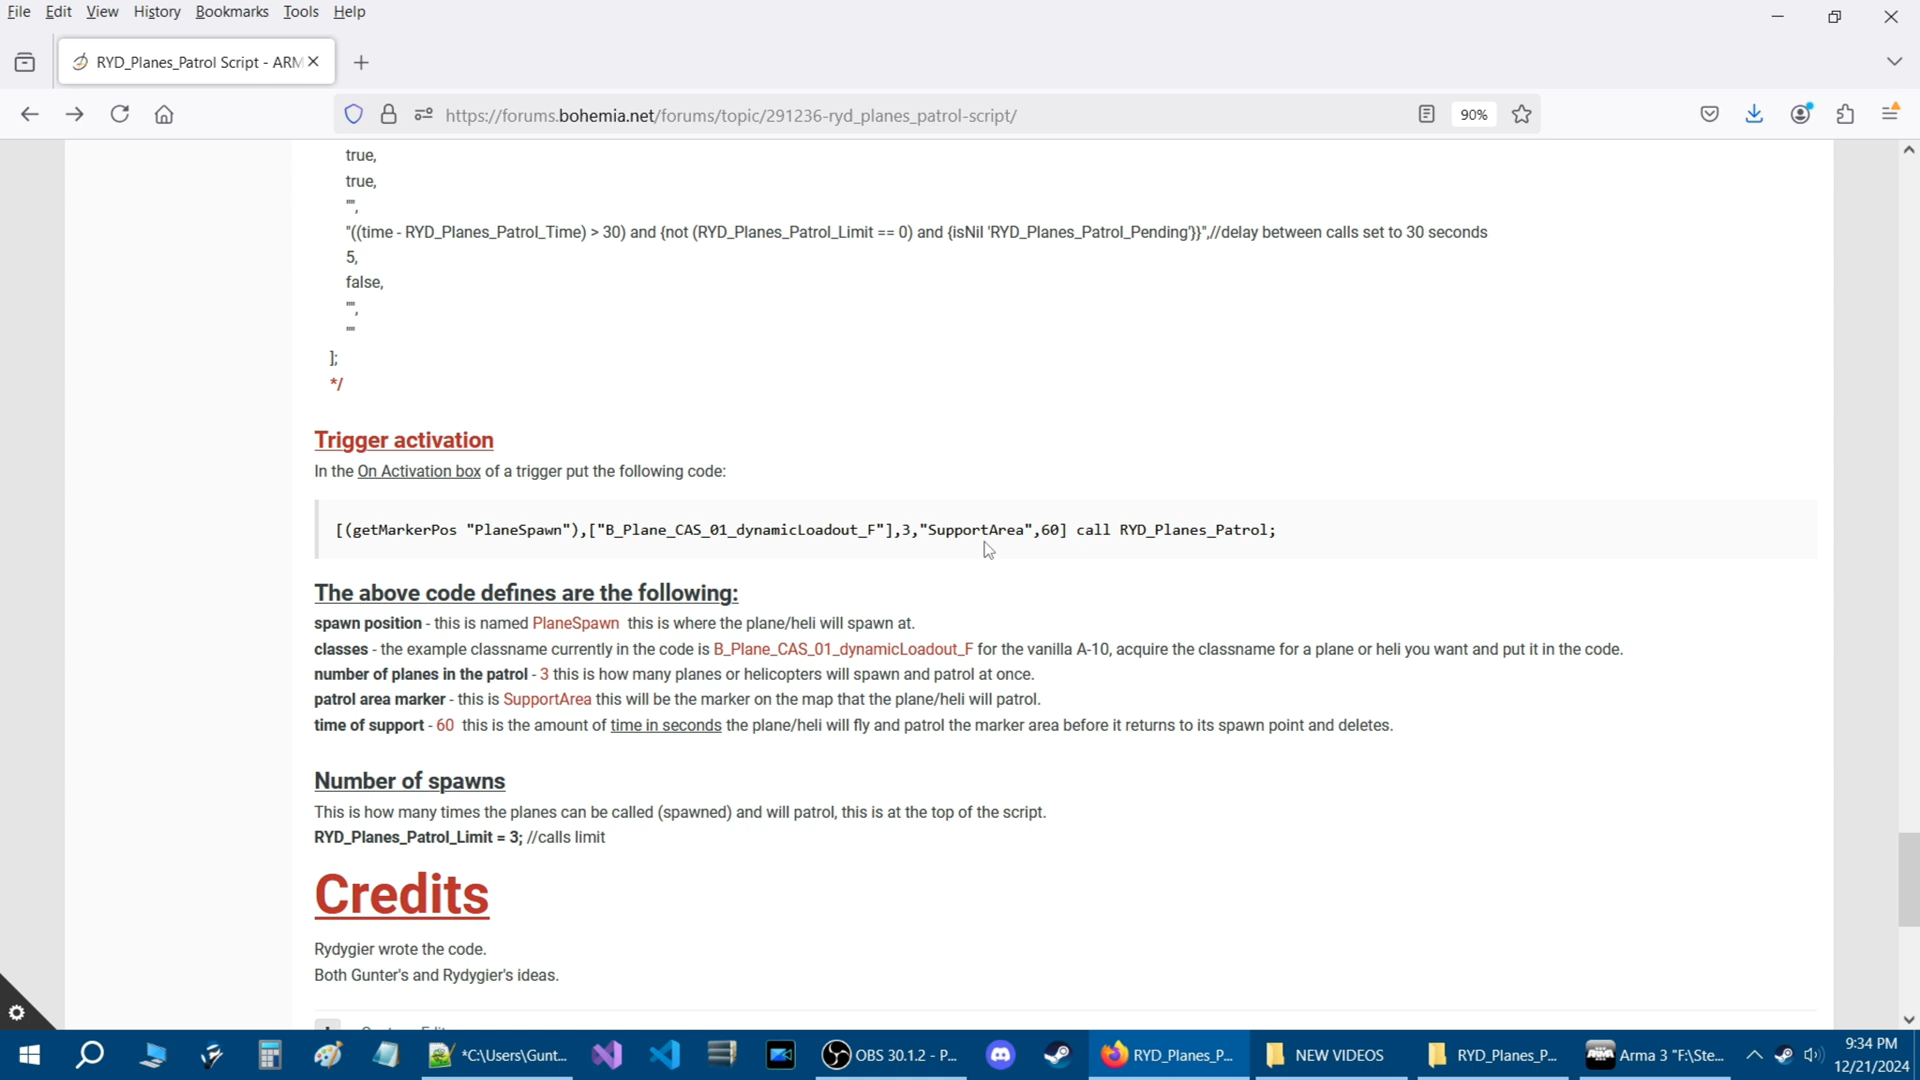 File Edit View History Bookmarks Tools Help
RYD_Planes_Patrol Script - ARM
https://forums.bohemia.net/forums/topic/291236-ryd_planes_patrol-script/
90%
true,
true,
"",
"((time - RYD_Planes_Patrol_Time) > 30) and {not (RYD_Planes_Patrol_Limit == 0) and {isNil 'RYD_Planes_Patrol_Pending'}}",//delay between calls set to 30 seconds
5,
false,
"",
""
];
*/
Trigger activation
In the On Activation box of a trigger put the following code:
[(getMarkerPos "PlaneSpawn"),["B_Plane_CAS_01_dynamicLoadout_F"],3,"SupportArea",60] call RYD_Planes_Patrol;
The above code defines are the following:
spawn position - this is named PlaneSpawn this is where the plane/heli will spawn at.
classes - the example classname currently in the code is B_Plane_CAS_01_dynamicLoadout_F for the vanilla A-10, acquire the classname for a plane or heli you want and put it in the code.
number of planes in the patrol - 3 this is how many planes or helicopters will spawn and patrol at once.
patrol area marker - this is SupportArea this will be the marker on the map that the plane/heli will patrol.
time of support - 60 this is the amount of time in seconds the plane/heli will fly and patrol the marker area before it returns to its spawn point and deletes.
Number of spawns
This is how many times the planes can be called (spawned) and will patrol, this is at the top of the script.
RYD_Planes_Patrol_Limit = 3; //calls limit
Credits
Rydygier wrote the code.
Both Gunter's and Rydygier's ideas.
*C:\Users\Gunt...
OBS 30.1.2 - P...
RYD_Planes_P...
NEW VIDEOS
RYD_Planes_P...
Arma 3 "F:\Ste...
9:34 PM
12/21/2024